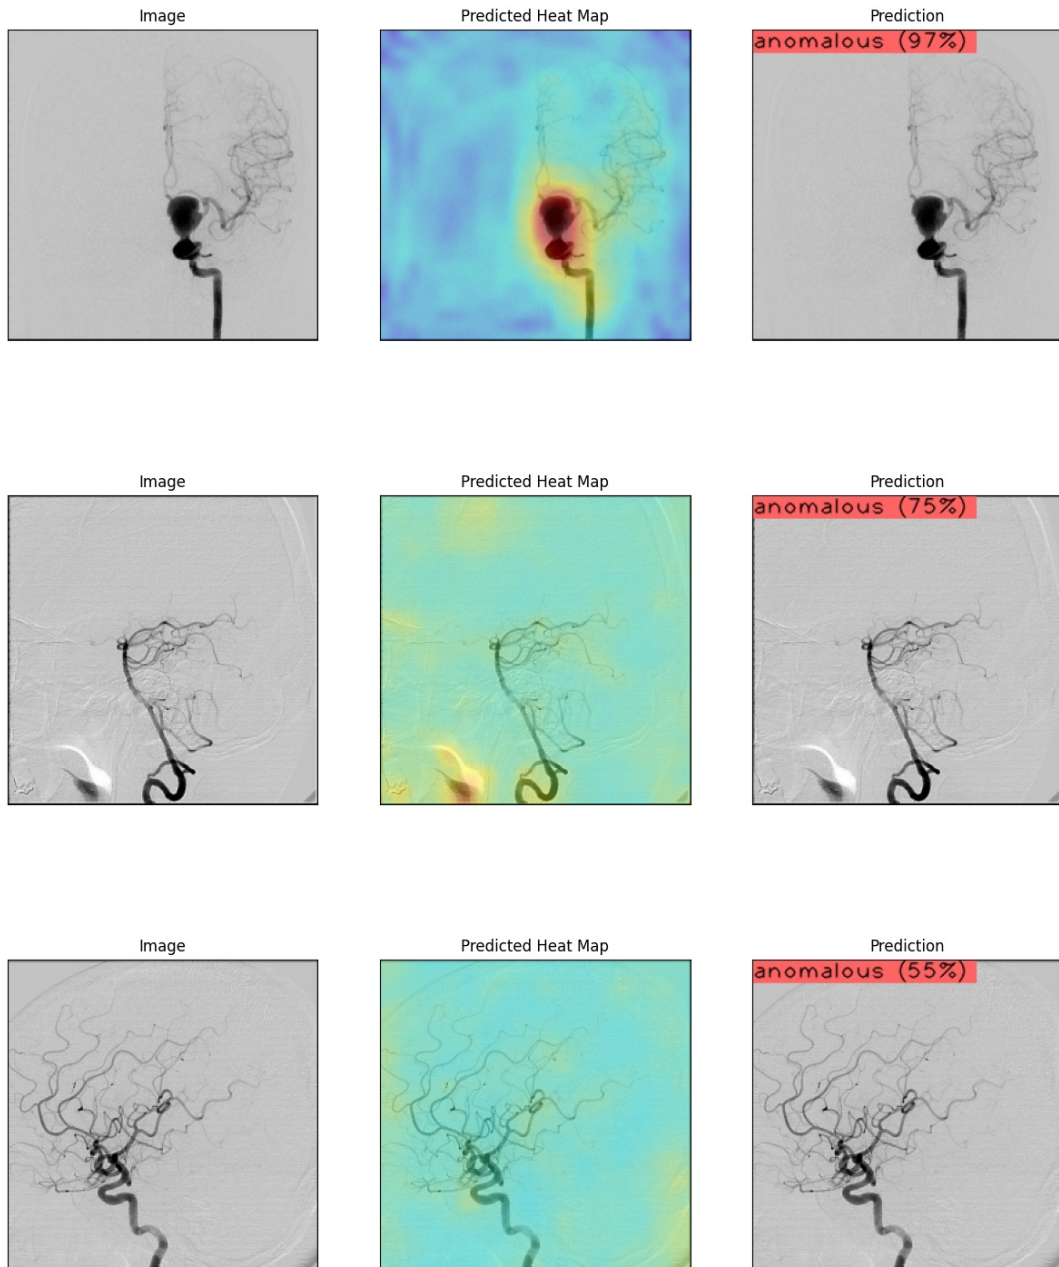 Image
Predicted Heat Map
Prediction
anomalous (97%)
Image
Predicted Heat Map
Prediction
anomalous (75%)
Image
Predicted Heat Map
Prediction
anomalous (55%)